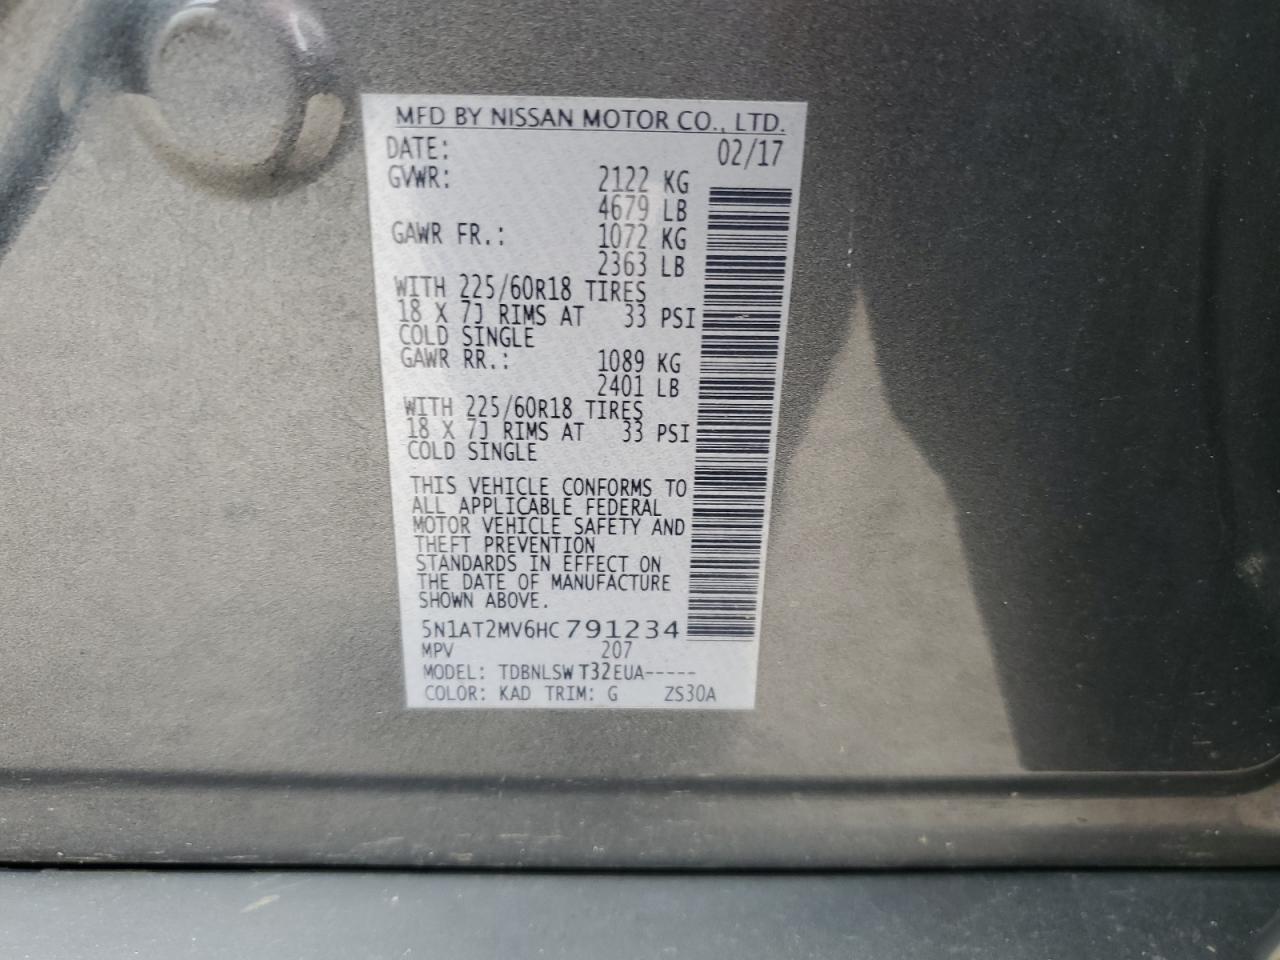 MFD BY NISSAN MOTOR CO., LTD.
DATE: 02/17
GVWR: 2122 KG
4679 LB
GAWR FR.: 1072 KG
2363 LB
WITH 225/60R18 TIRES
18 X 7J RIMS AT 33 PSI
COLD SINGLE
GAWR RR.: 1089 KG
2401 LB
WITH 225/60R18 TIRES
18 X 7J RIMS AT 33 PSI
COLD SINGLE
THIS VEHICLE CONFORMS TO
ALL APPLICABLE FEDERAL
MOTOR VEHICLE SAFETY AND
THEFT PREVENTION
STANDARDS IN EFFECT ON
THE DATE OF MANUFACTURE
SHOWN ABOVE.
5N1AT2MV6HC791234
MPV 207
MODEL: TDBNLSW T32EUA-----
COLOR: KAD TRIM: G ZS30A